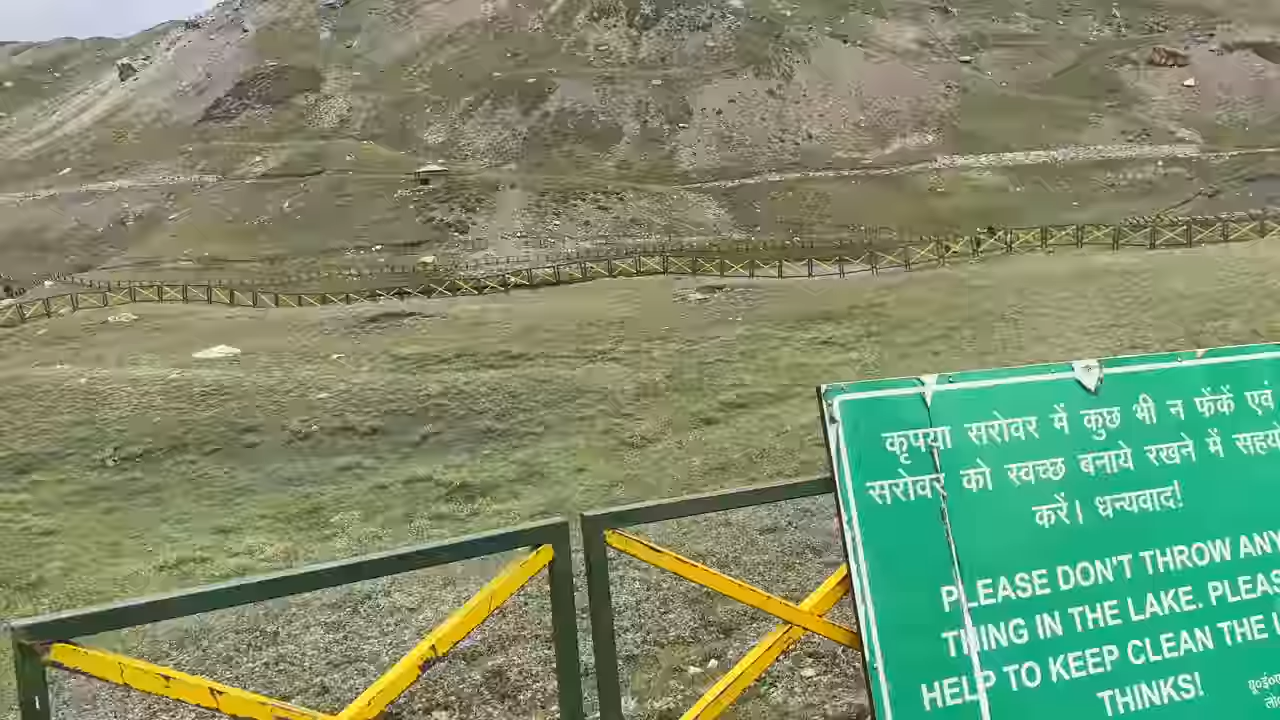 कृपया सरोवर में कुछ भी न फेंकें एवं
सरोवर को स्वच्छ बनाये रखने में सहयो
करें। धन्यवाद!
PLEASE DON'T THROW ANY
THING IN THE LAKE. PLEAS
HELP TO KEEP CLEAN THE
THINKS!